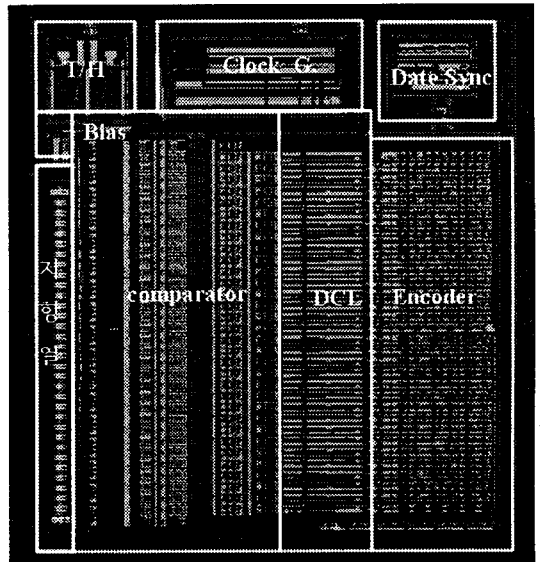 T/H
Clock G.
Date Sync
Bias
저
항
열
comparator
DCL
Encoder